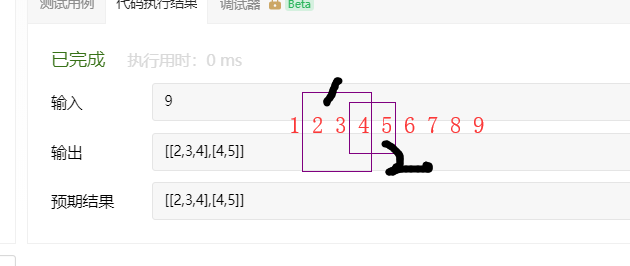 测试用例 代码执行结果 调试器 Beta
已完成 执行用时：0 ms
输入 9
1
1 2 3 4 5 6 7 8 9
输出 [[2,3,4],[4,5]]
2
预期结果 [[2,3,4],[4,5]]